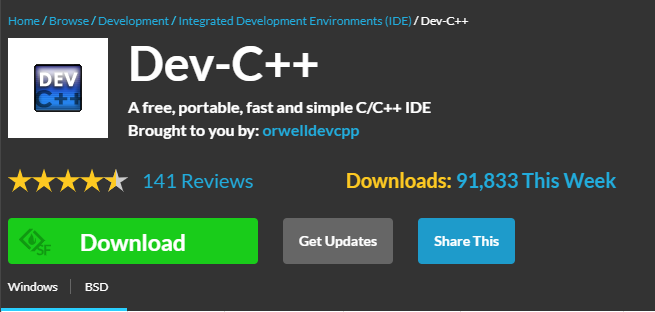 Home / Browse / Development / Integrated Development Environments (IDE) / Dev-C++
DEV
C++
Dev-C++
A free, portable, fast and simple C/C++ IDE
Brought to you by: orwelldevcpp
141 Reviews
Downloads: 91,833 This Week
SF
Download
Get Updates
Share This
Windows
BSD